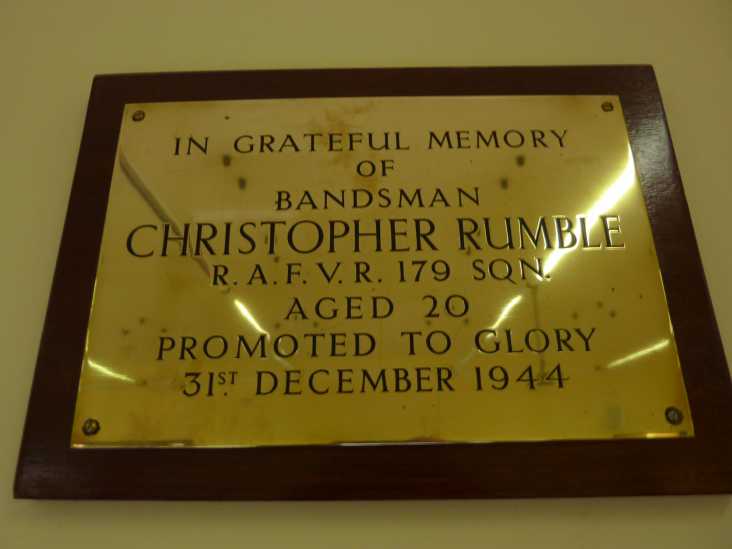 IN GRATEFUL MEMORY
OF
BANDSMAN
CHRISTOPHER RUMBLE
R.A.F.V.R. 179 SQN.
AGED 20
PROMOTED TO GLORY
31ST. DECEMBER 1944